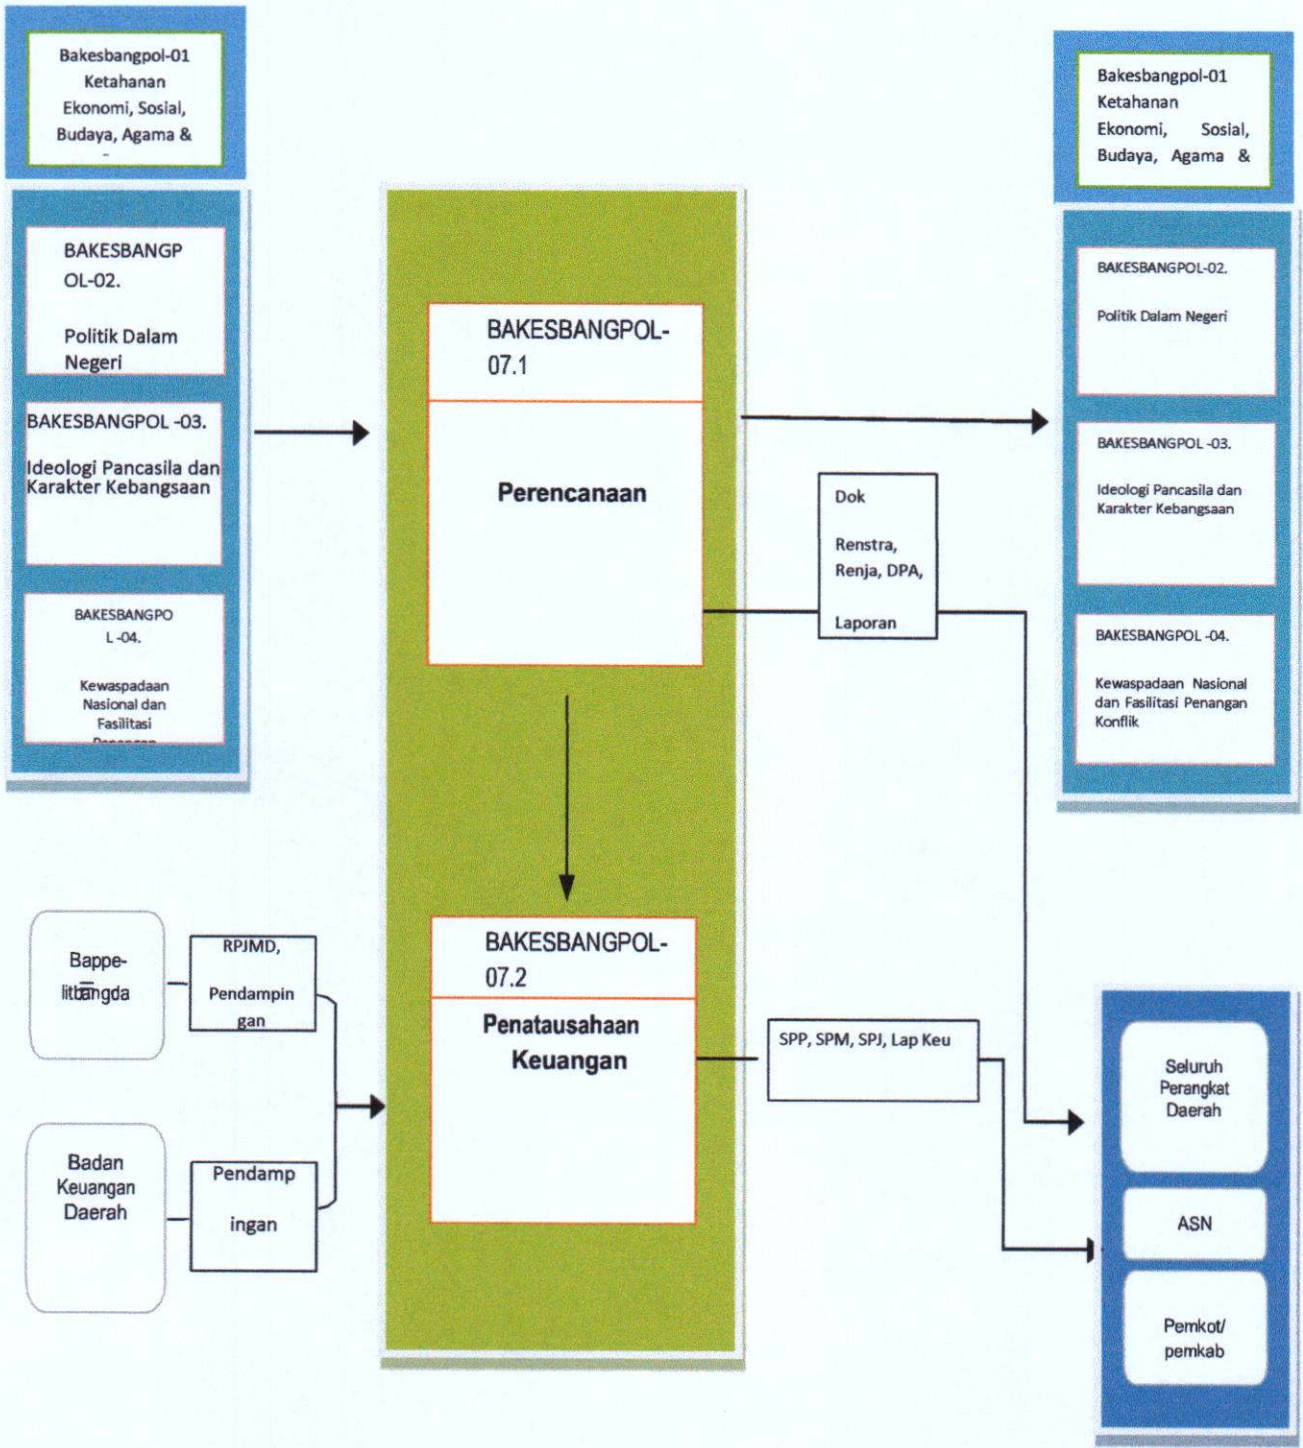 Bakesbangpol-01
Ketahanan
Ekonomi, Sosial,
Budaya, Agama &
BAKESBANGP
OL-02.
Politik Dalam
Negeri
BAKESBANGPOL -03.
Ideologi Pancasila dan
Karakter Kebangsaan
BAKESBANGPO
L -04.
Kewaspadaan
Nasional dan
Fasilitasi
Bappe-
litbangda
RPJMD,
Pendampin
gan
Badan
Keuangan
Daerah
Pendamp
ingan
BAKESBANGPOL-
07.1
Perencanaan
BAKESBANGPOL-
07.2
Penatausahaan
Keuangan
Dok
Renstra,
Renja, DPA,
Laporan
SPP, SPM, SPJ, Lap Keu
Bakesbangpol-01
Ketahanan
Ekonomi, Sosial,
Budaya, Agama &
BAKESBANGPOL-02.
Politik Dalam Negeri
BAKESBANGPOL -03.
Ideologi Pancasila dan
Karakter Kebangsaan
BAKESBANGPOL -04.
Kewaspadaan Nasional
dan Fasilitasi Penangan
Konflik
Seluruh
Perangkat
Daerah
ASN
Pemkot/
pemkab